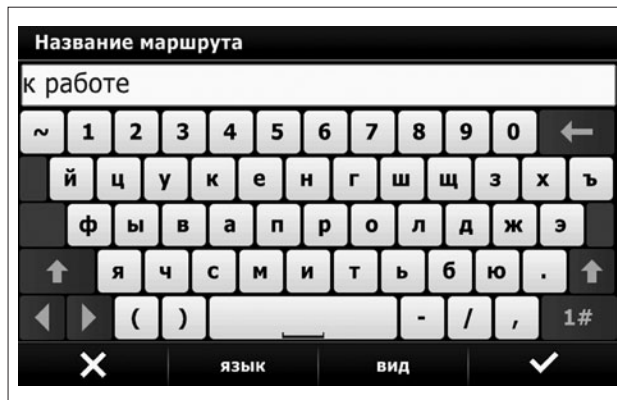 Название маршрута
к работе
~ 1 2 3 4 5 6 7 8 9 0
й ц у к е н г ш щ з х ъ
ф ы в а п р о л д ж э
я ч с м и т ь б ю .
( ) - / , 1#
язык вид